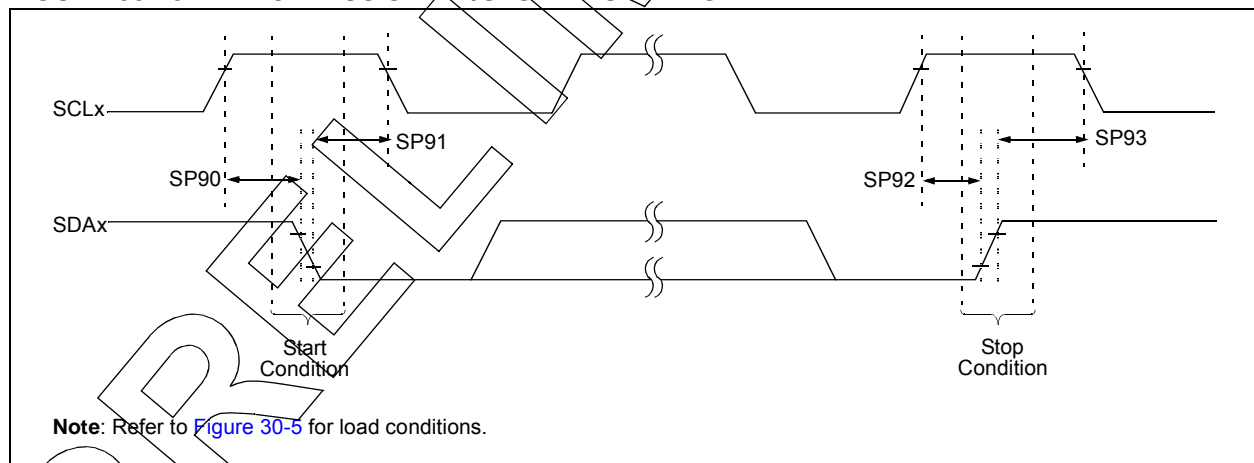 SCLx
SP91
SP93
SP90
SP92
SDAx
Start
Condition
Stop
Condition
Note: Refer to Figure 30-5 for load conditions.